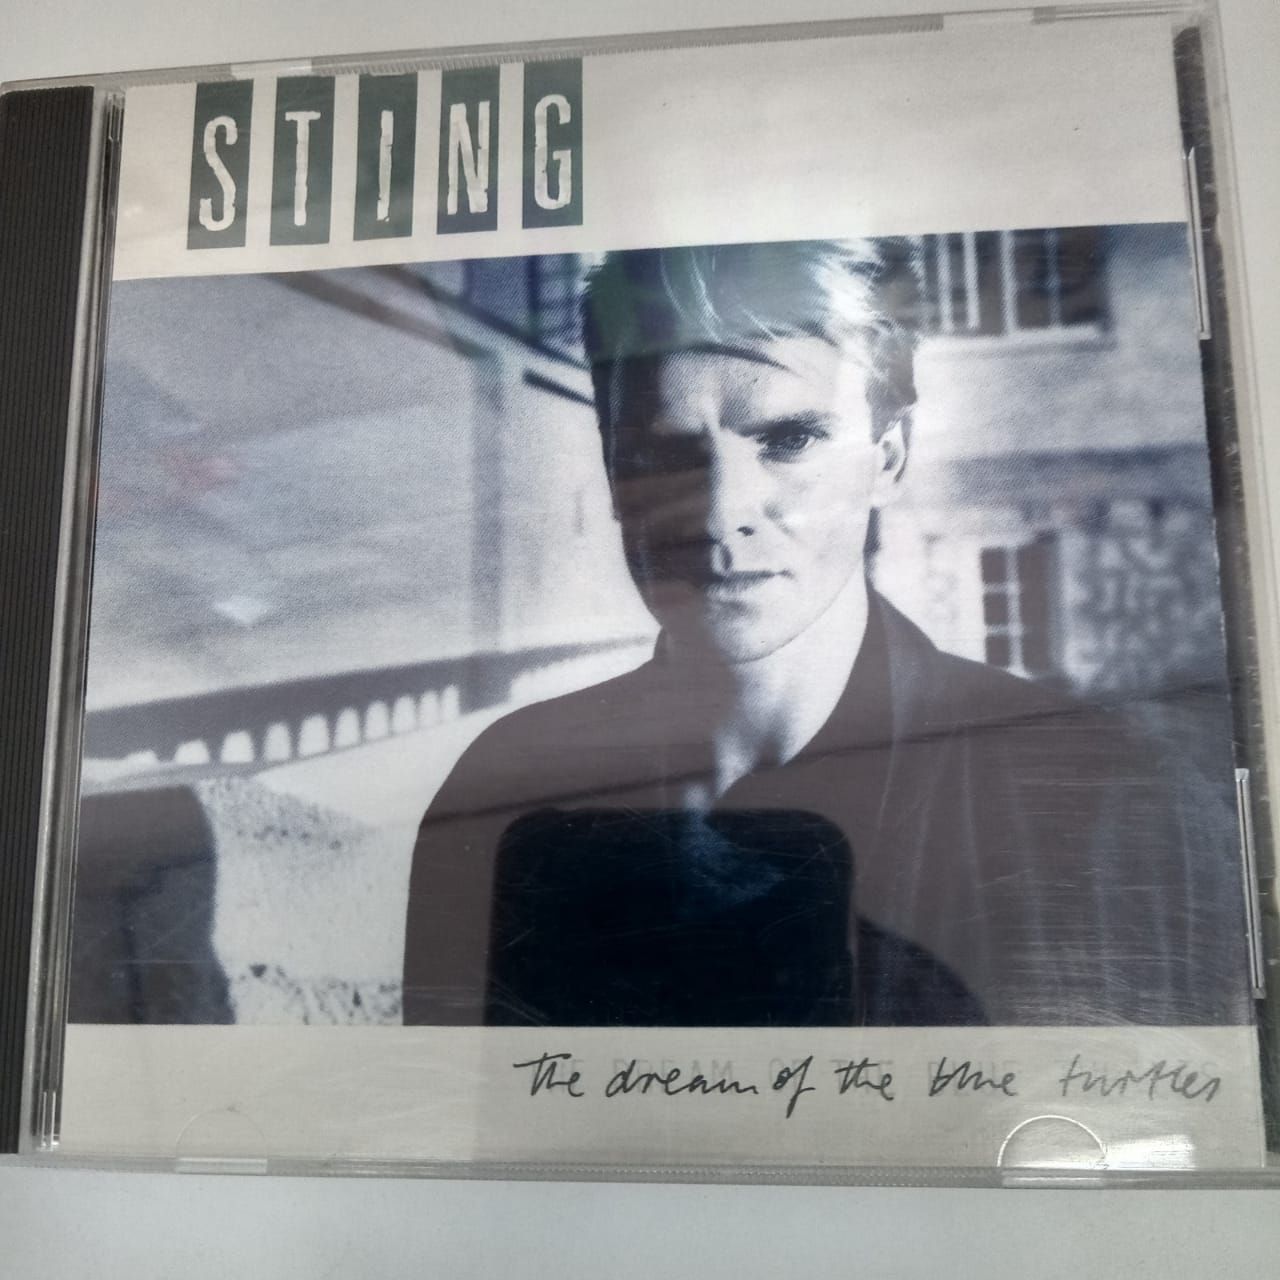 STING
the dream of the blue turtles